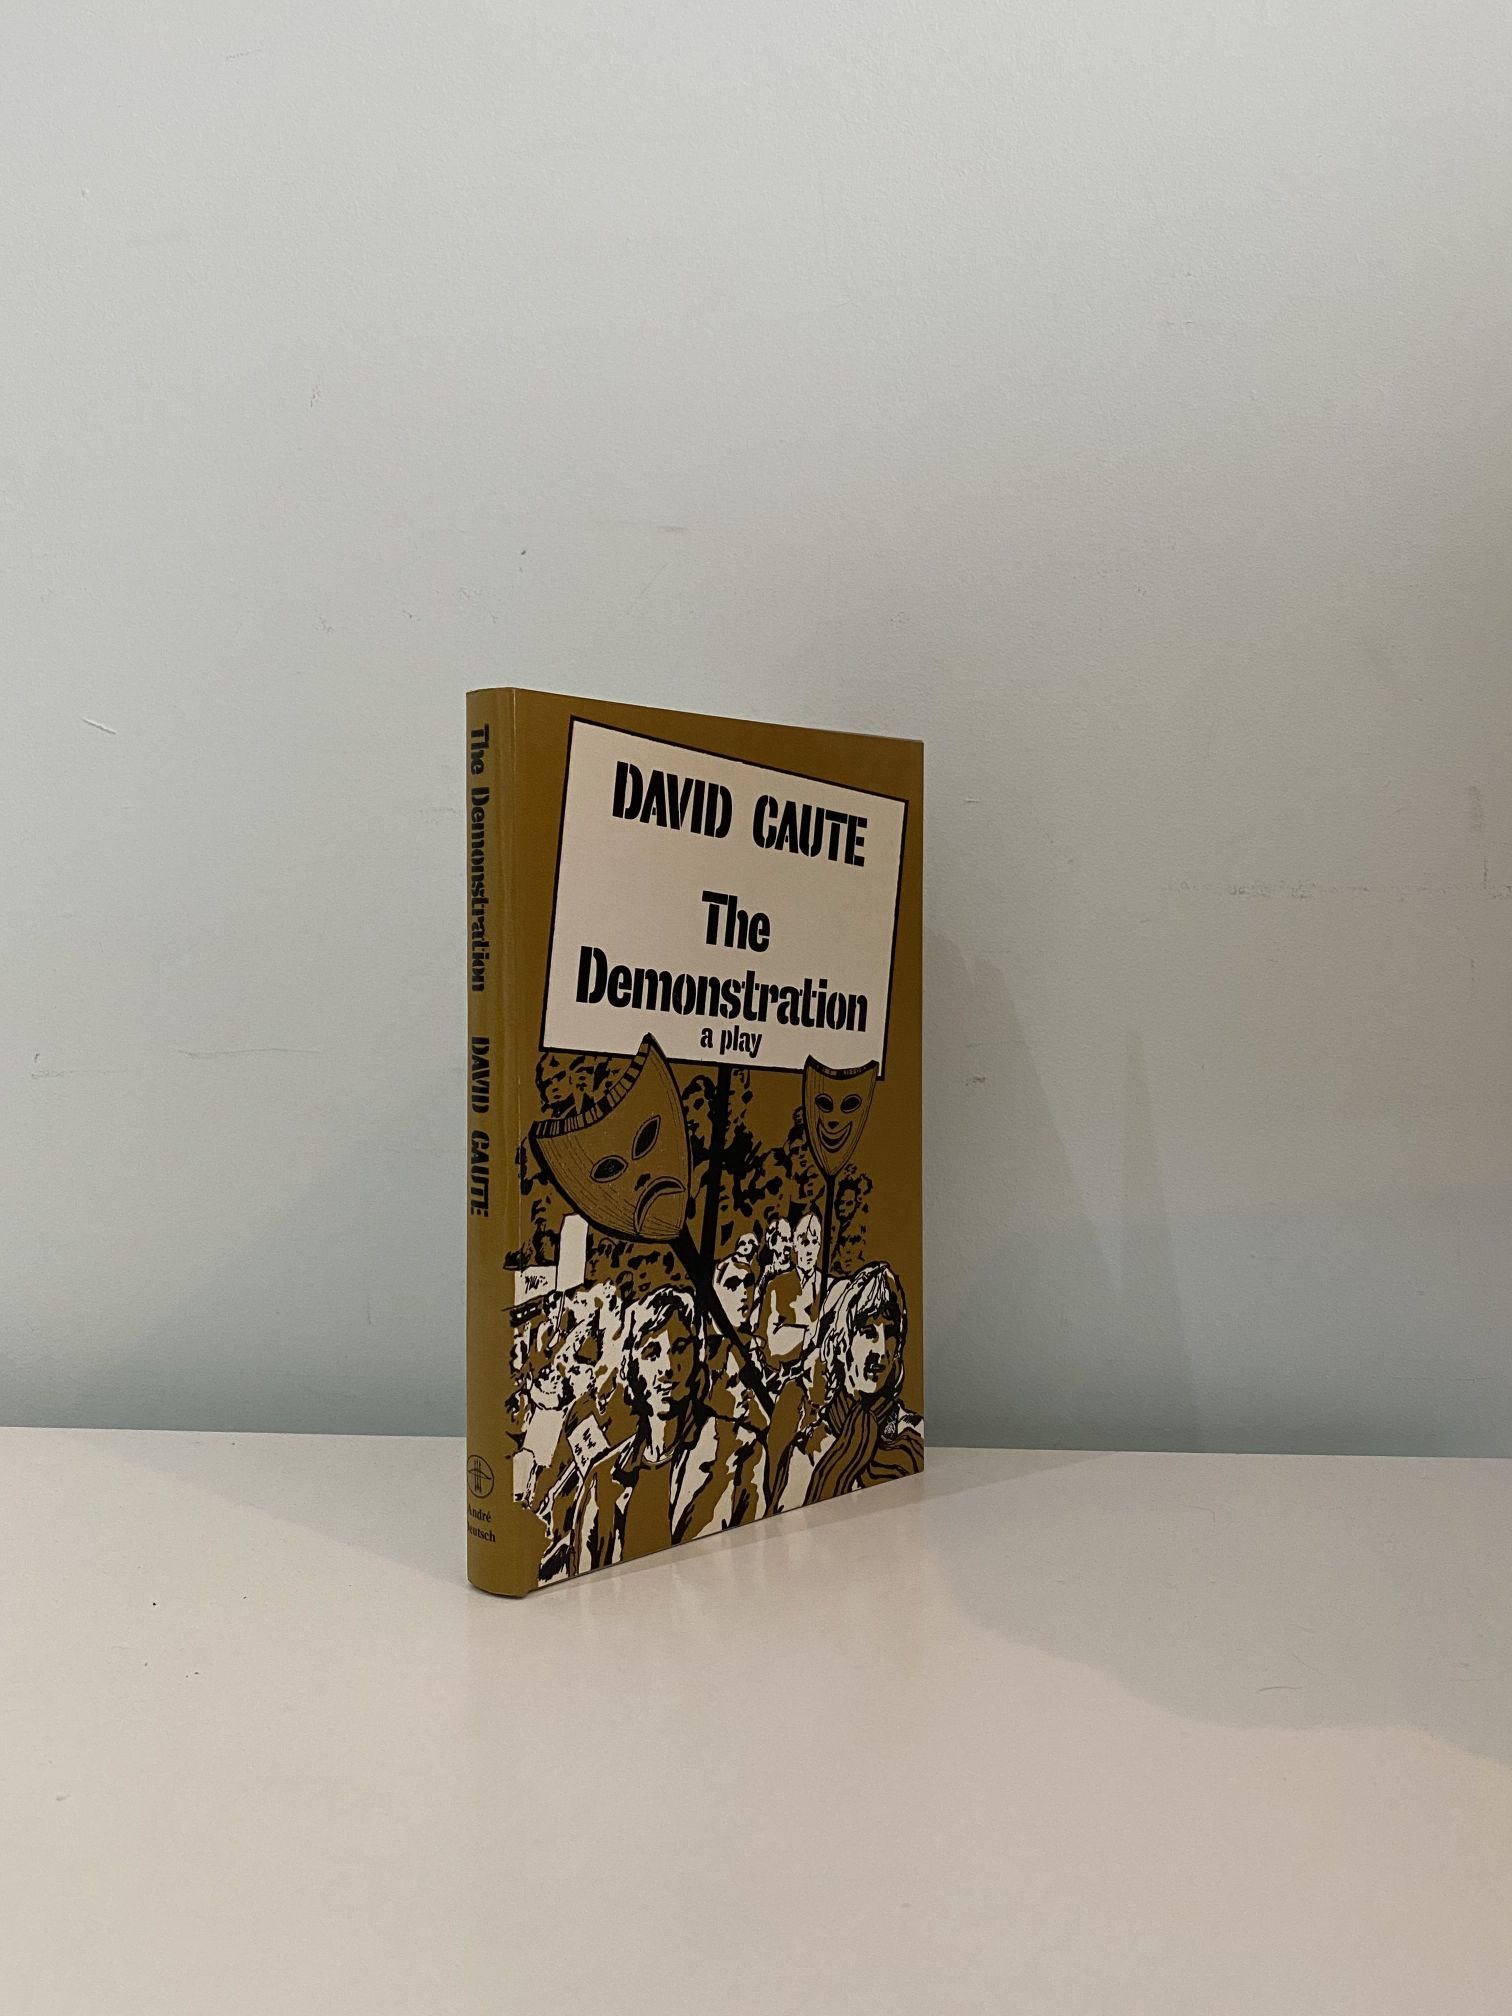 The Demonstration DAVID CAUTE
André
Deutsch
DAVID CAUTE
The
Demonstration
a play